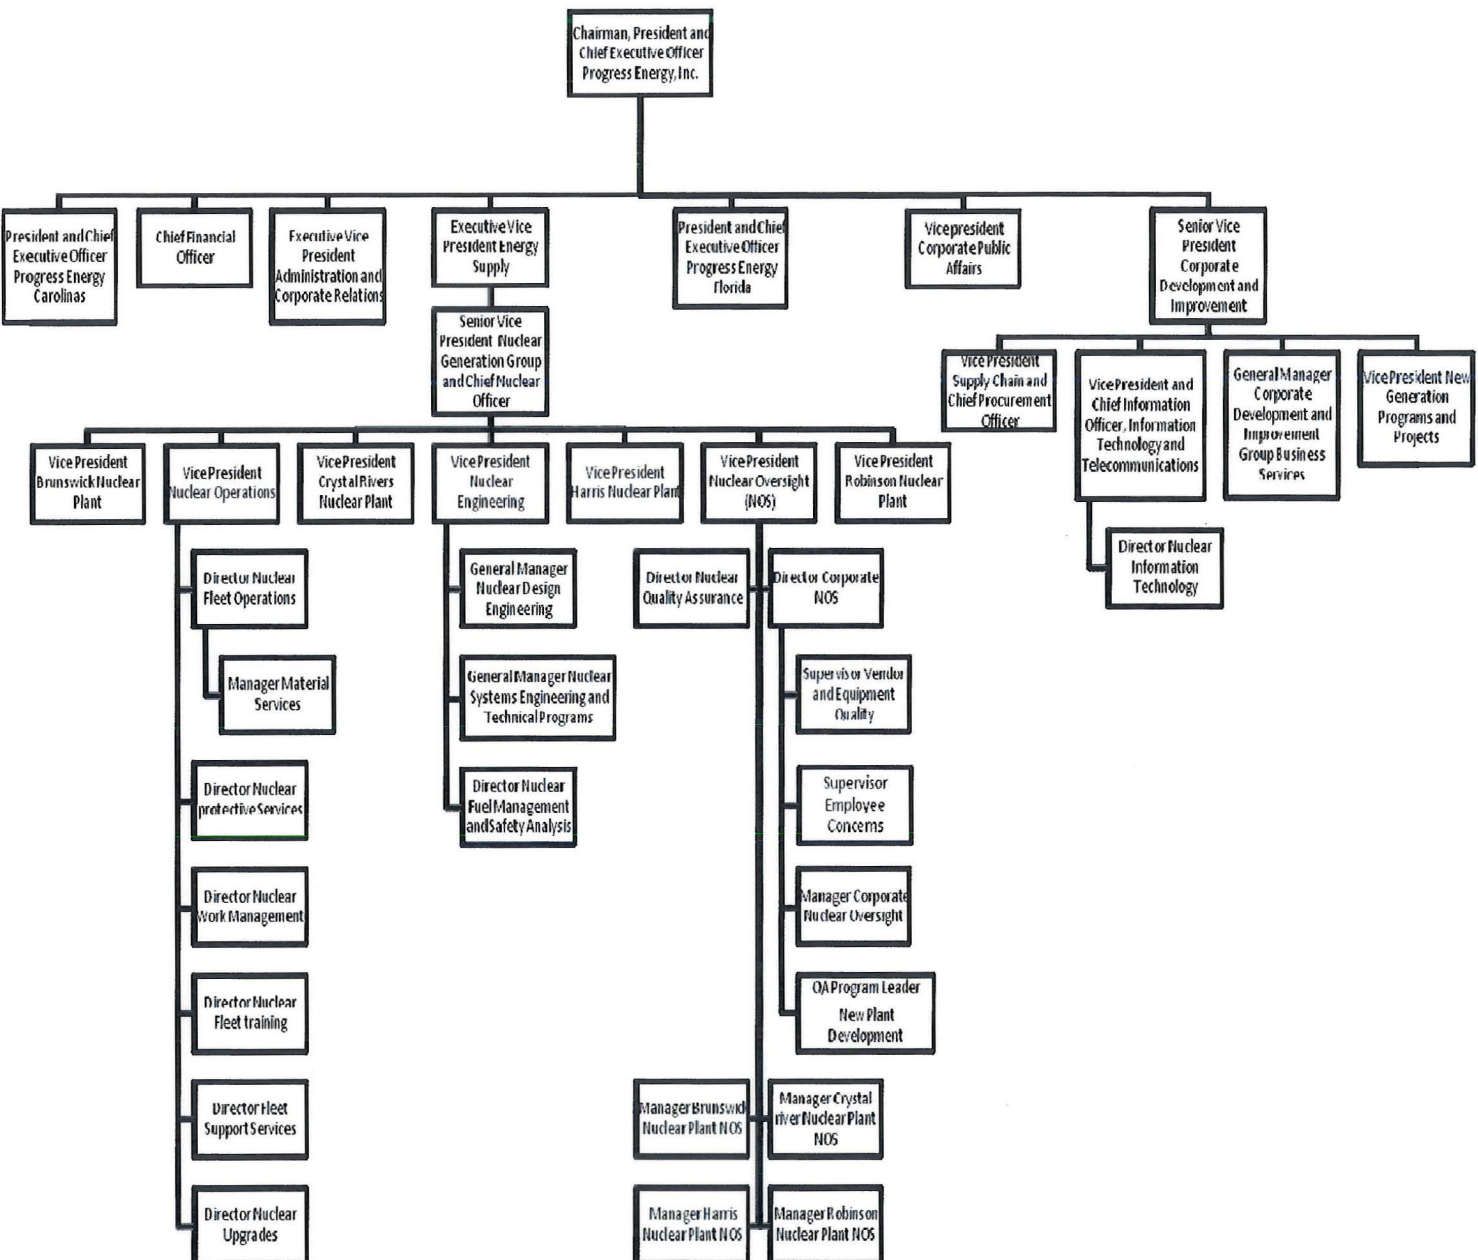 Chairman, President and
Chief Executive Officer
Progress Energy, Inc.
President and Chief
Executive Officer
Progress Energy
Carolinas
Chief Financial
Officer
Executive Vice
President
Administration and
Corporate Relations
Executive Vice
President Energy
Supply
President and Chief
Executive Officer
Progress Energy
Florida
Vice president
Corporate Public
Affairs
Senior Vice
President
Corporate
Development and
Improvement
Senior Vice
President Nuclear
Generation Group
and Chief Nuclear
Officer
Vice President
Supply Chain and
Chief Procurement
Officer
Vice President and
Chief Information
Officer, Information
Technology and
Telecommunications
General Manager
Corporate
Development and
Improvement
Group Business
Services
Vice President New
Generation
Programs and
Projects
Director Nuclear
Information
Technology
Vice President
Brunswick Nuclear
Plant
Vice President
Nuclear Operations
Vice President
Crystal Rivers
Nuclear Plant
Vice President
Nuclear
Engineering
Vice President
Harris Nuclear Plant
Vice President
Nuclear Oversight
(NOS)
Vice President
Robinson Nuclear
Plant
Director Nuclear
Fleet Operations
Manager Material
Services
Director Nuclear
protective Services
Director Nuclear
Work Management
Director Nuclear
Fleet training
Director Fleet
Support Services
Director Nuclear
Upgrades
General Manager
Nuclear Design
Engineering
General Manager Nuclear
Systems Engineering and
Technical Programs
Director Nuclear
Fuel Management
and Safety Analysis
Director Nuclear
Quality Assurance
Director Corporate
NOS
Supervisor Vendor
and Equipment
Quality
Supervisor
Employee
Concerns
Manager Corporate
Nuclear Oversight
QA Program Leader
New Plant
Development
Manager Brunswick
Nuclear Plant NOS
Manager Crystal
river Nuclear Plant
NOS
Manager Harris
Nuclear Plant NOS
Manager Robinson
Nuclear Plant NOS